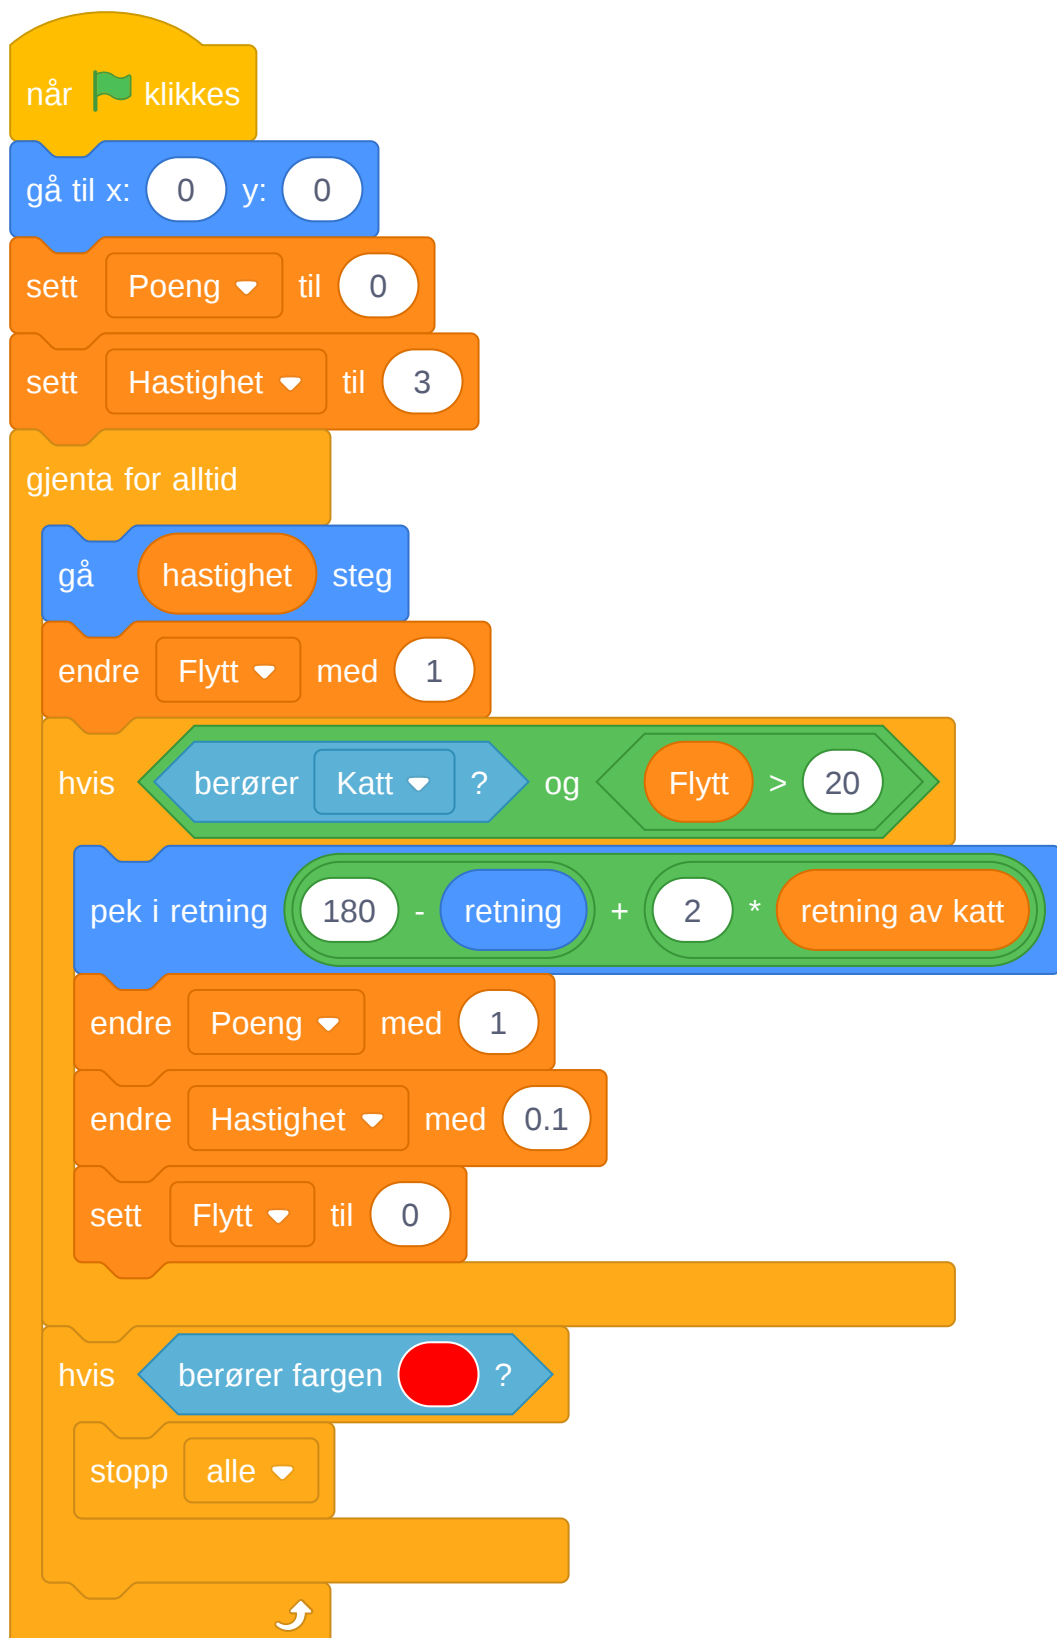 når klikkes
gå til x: 0 y: 0
sett Poeng til 0
sett Hastighet til 3
gjenta for alltid
gå hastighet steg
endre Flytt med 1
hvis berører Katt ? og Flytt > 20
pek i retning 180 - retning + 2 * retning av katt
endre Poeng med 1
endre Hastighet med 0.1
sett Flytt til 0
hvis berører fargen ?
stopp alle